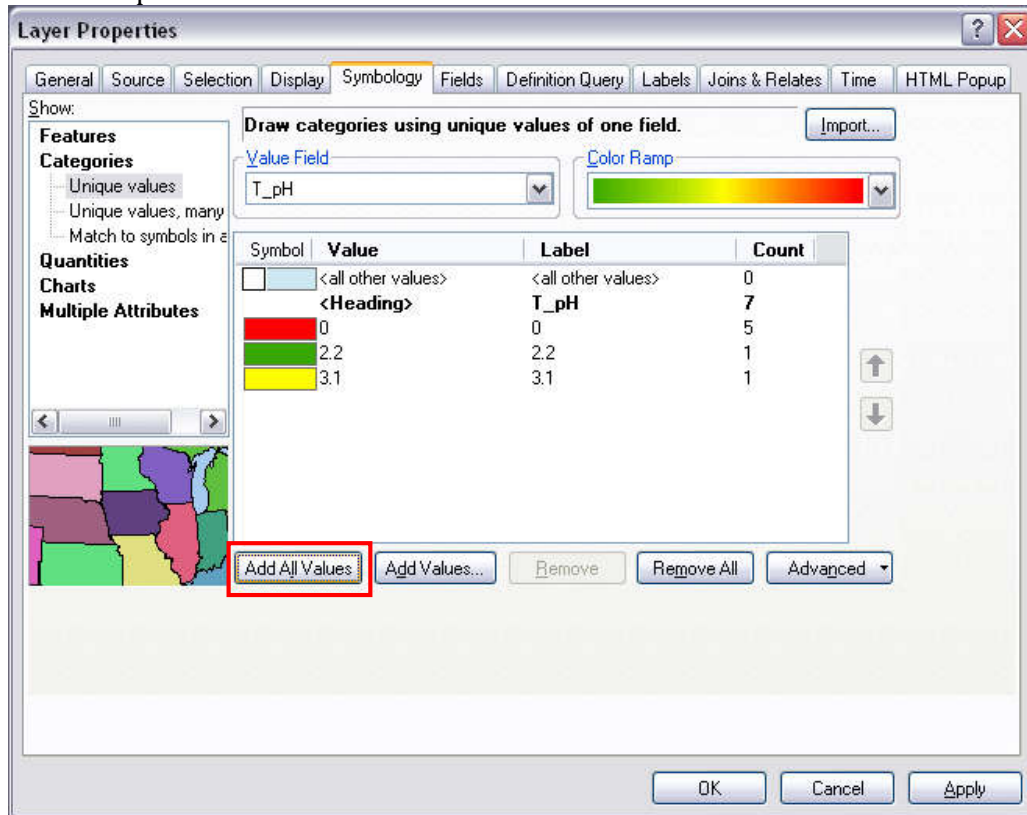 Layer Properties
General Source Selection Display Symbology Fields Definition Query Labels Joins & Relates Time HTML Popup
Show:
Features
Categories
Unique values
Unique values, many
Match to symbols in a
Quantities
Charts
Multiple Attributes
Draw categories using unique values of one field.
Import...
Value Field
T_pH
Color Ramp
Symbol Value Label Count
<all other values> <all other values> 0
<Heading> T_pH 7
0 0 5
2.2 2.2 1
3.1 3.1 1
Add All Values Add Values... Remove Remove All Advanced
OK Cancel Apply